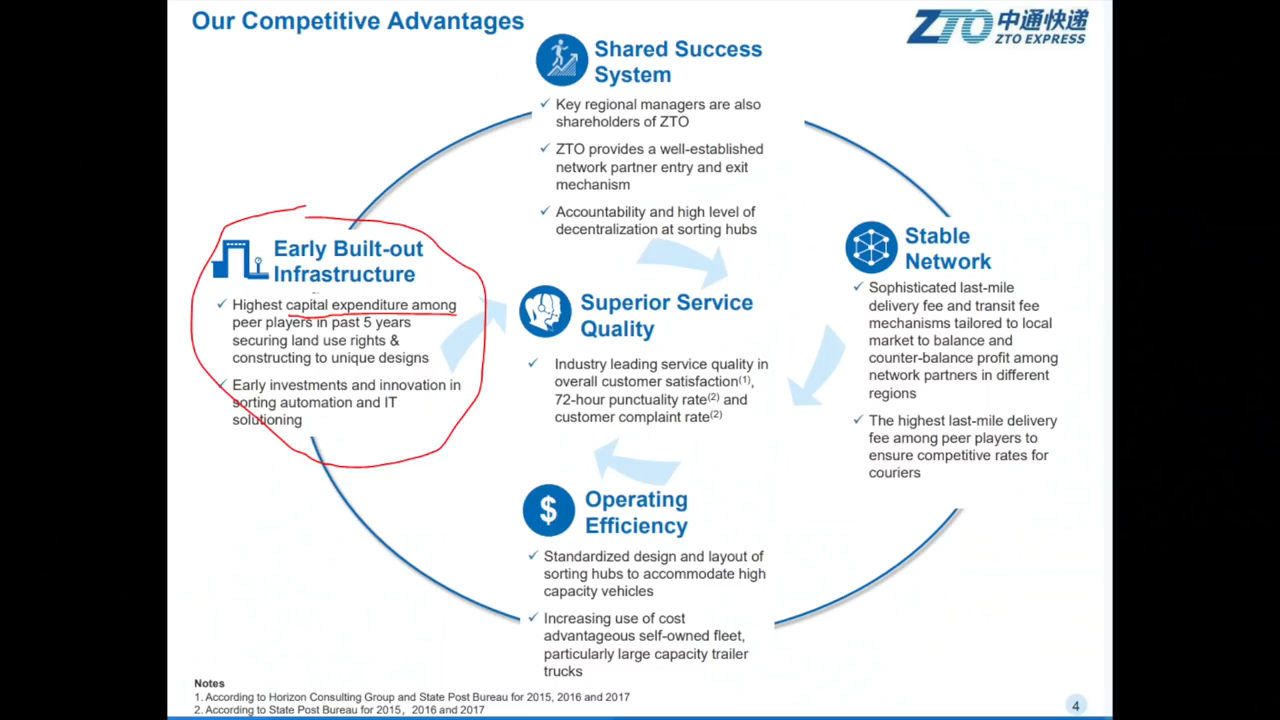 Our Competitive Advantages
ZTO 中通快递
ZTO EXPRESS
Shared Success
System
✓ Key regional managers are also
shareholders of ZTO
✓ ZTO provides a well-established
network partner entry and exit
mechanism
✓ Accountability and high level of
decentralization at sorting hubs
Early Built-out
Infrastructure
✓ Highest capital expenditure among
peer players in past 5 years
securing land use rights &
constructing to unique designs
✓ Early investments and innovation in
sorting automation and IT
solutioning
Superior Service
Quality
✓ Industry leading service quality in
overall customer satisfaction(1),
72-hour punctuality rate(2) and
customer complaint rate(2)
Stable
Network
✓ Sophisticated last-mile
delivery fee and transit fee
mechanisms tailored to local
market to balance and
counter-balance profit among
network partners in different
regions
✓ The highest last-mile delivery
fee among peer players to
ensure competitive rates for
couriers
$
Operating
Efficiency
✓ Standardized design and layout of
sorting hubs to accommodate high
capacity vehicles
✓ Increasing use of cost
advantageous self-owned fleet,
particularly large capacity trailer
trucks
Notes
1. According to Horizon Consulting Group and State Post Bureau for 2015, 2016 and 2017
2. According to State Post Bureau for 2015，2016 and 2017
4